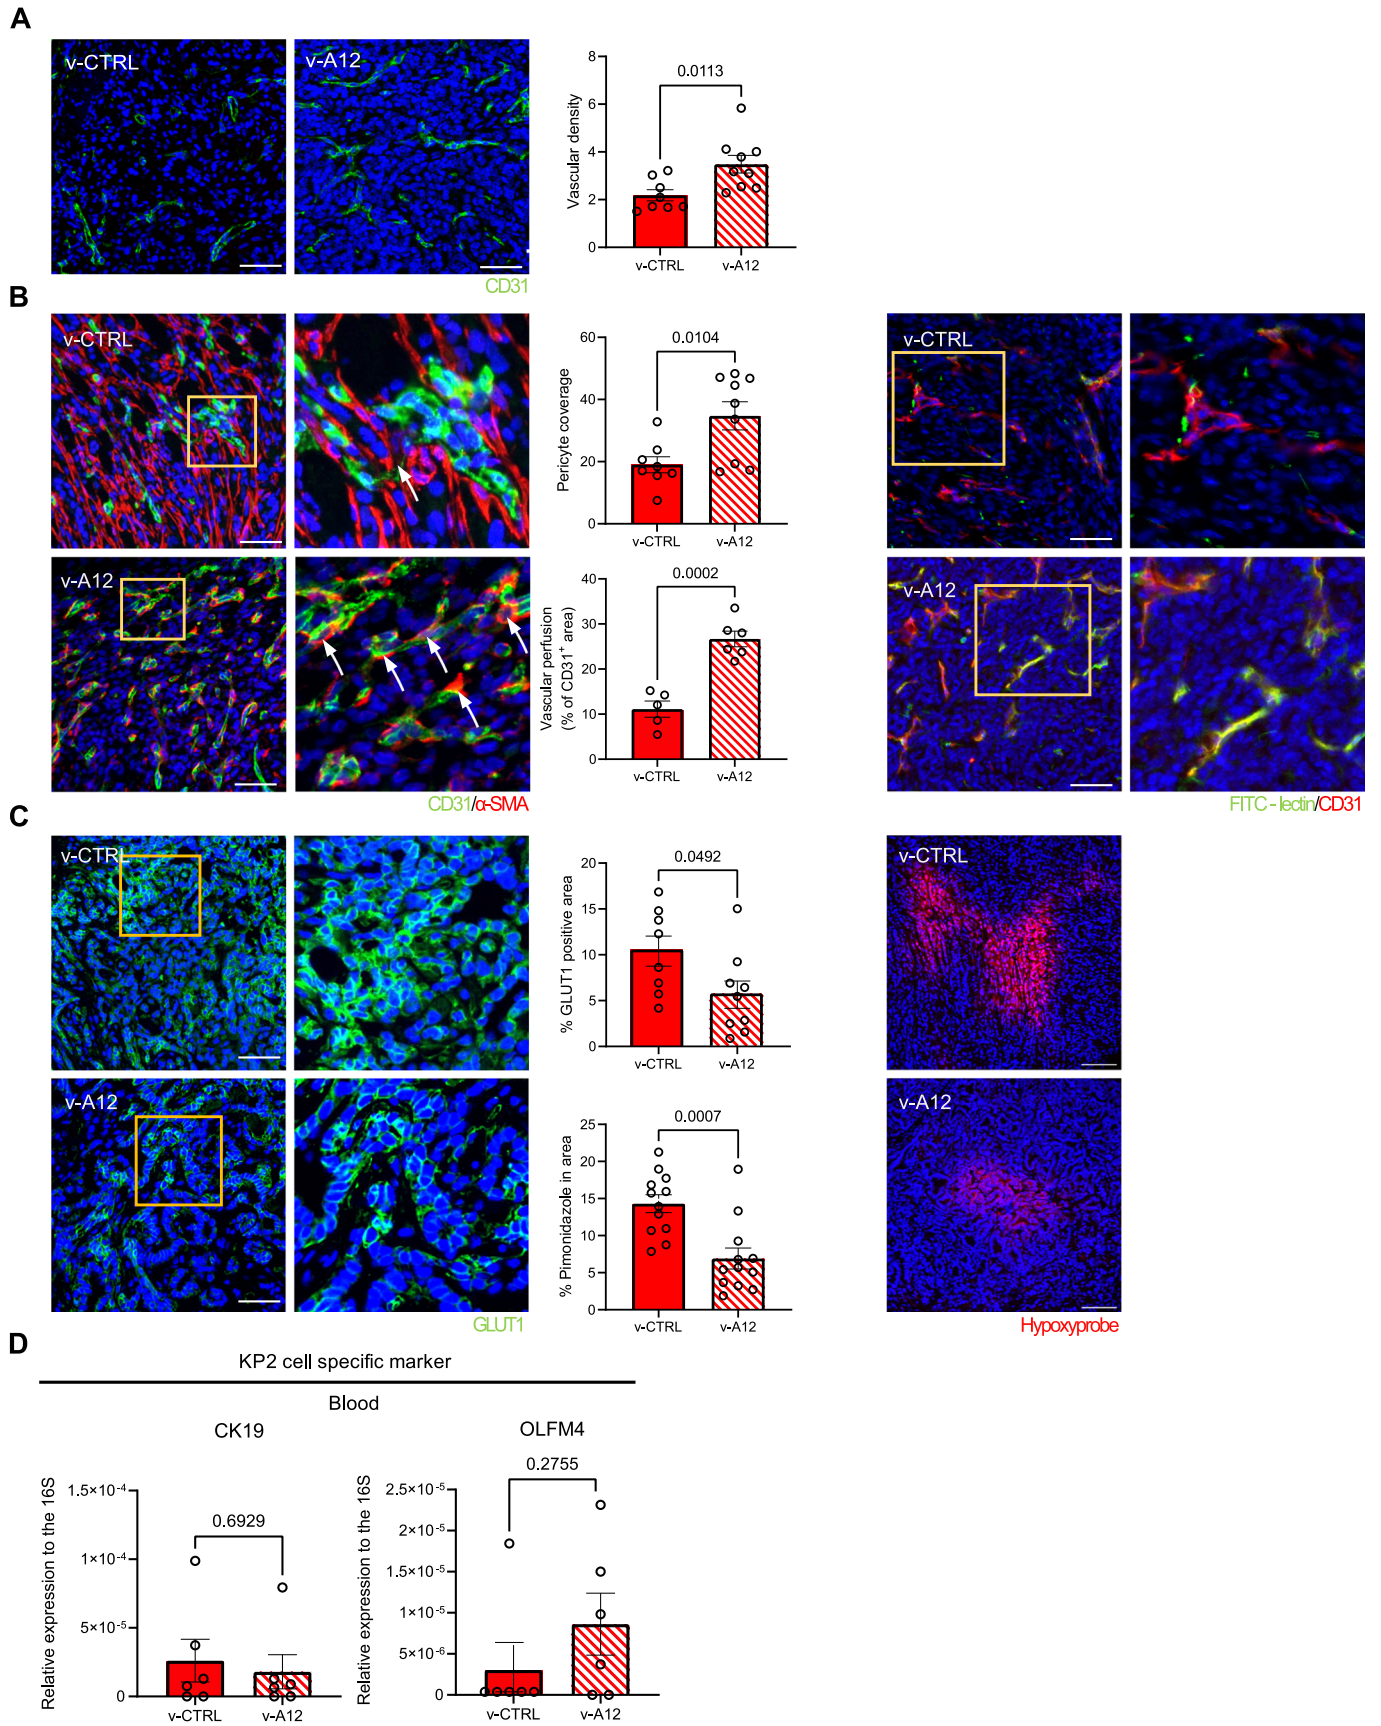 A
v-CTRL
v-A12
CD31
Vascular density
8
6
4
2
0
0.0113
v-CTRL
v-A12
B
v-CTRL
v-A12
CD31/α-SMA
Pericyte coverage
60
40
20
0
0.0104
v-CTRL
v-A12
Vascular perfusion
(% of CD31+ area)
40
30
20
10
0
0.0002
v-CTRL
v-A12
v-CTRL
v-A12
FITC - lectin/CD31
C
v-CTRL
v-A12
GLUT1
% GLUT1 positive area
20
15
10
5
0
0.0492
v-CTRL
v-A12
% Pimonidazole in area
25
20
15
10
5
0
0.0007
v-CTRL
v-A12
v-CTRL
v-A12
Hypoxyprobe
D
KP2 cell specific marker
Blood
CK19
Relative expression to the 16S
1.5×10-4
1×10-4
5×10-5
0
0.6929
v-CTRL
v-A12
OLFM4
Relative expression to the 16S
2.5×10-5
2×10-5
1.5×10-5
1×10-5
5×10-6
0
0.2755
v-CTRL
v-A12